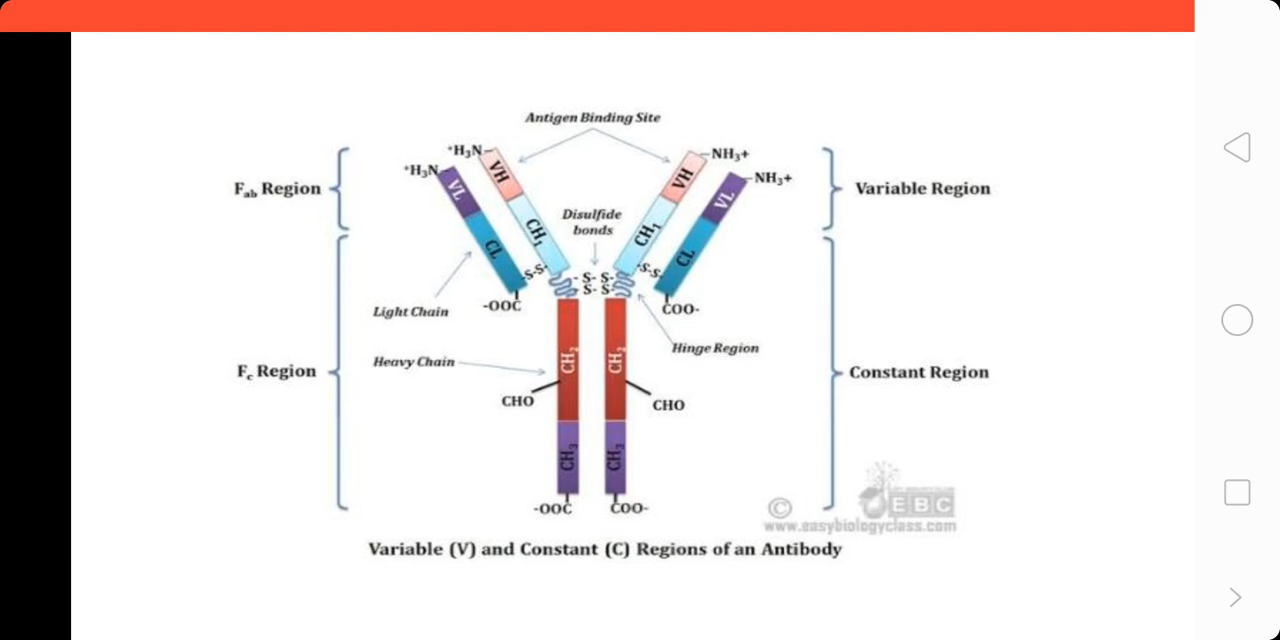 Antigen Binding Site
⁺H₃N
VH
NH₃+
VH
⁺H₃N
VL
NH₃+
VL
Fab Region
Variable Region
Disulfide
bonds
CH₁
CH₁
CL
CL
-S-S-
-S-S-
- S- S-
S- S-
Light Chain
-OOC
COO-
Hinge Region
Heavy Chain
CH₂
CH₂
Fc Region
Constant Region
CHO
CHO
CH₃
CH₃
-OOC
COO-
© EBC
www.easybiologyclass.com
Variable (V) and Constant (C) Regions of an Antibody